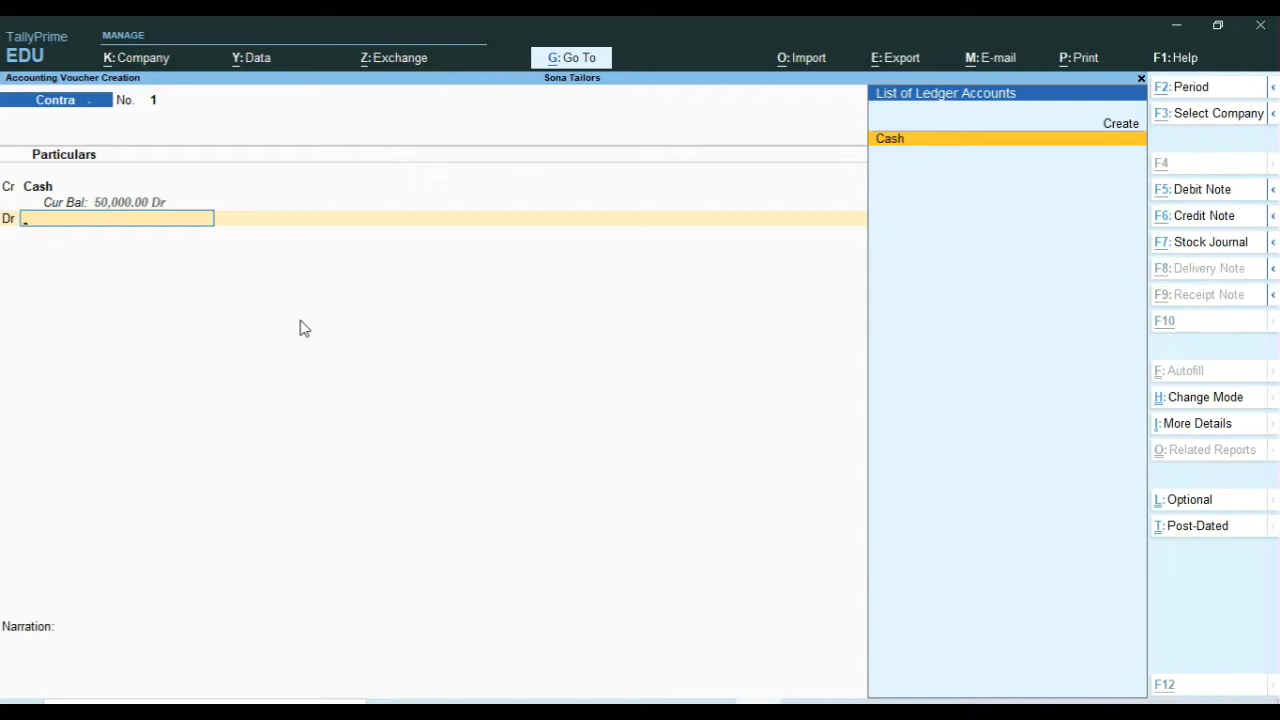 TallyPrime
EDU
MANAGE
K: Company
Y: Data
Z: Exchange
G: Go To
O: Import
E: Export
M: E-mail
P: Print
F1: Help
Accounting Voucher Creation
Sona Tailors
Contra
No. 1
Particulars
Cr Cash
Cur Bal: 50,000.00 Dr
Dr
Narration:
List of Ledger Accounts
Create
Cash
F2: Period
F3: Select Company
F4
F5: Debit Note
F6: Credit Note
F7: Stock Journal
F8: Delivery Note
F9: Receipt Note
F10
F: Autofill
H: Change Mode
I: More Details
O: Related Reports
L: Optional
T: Post-Dated
F12